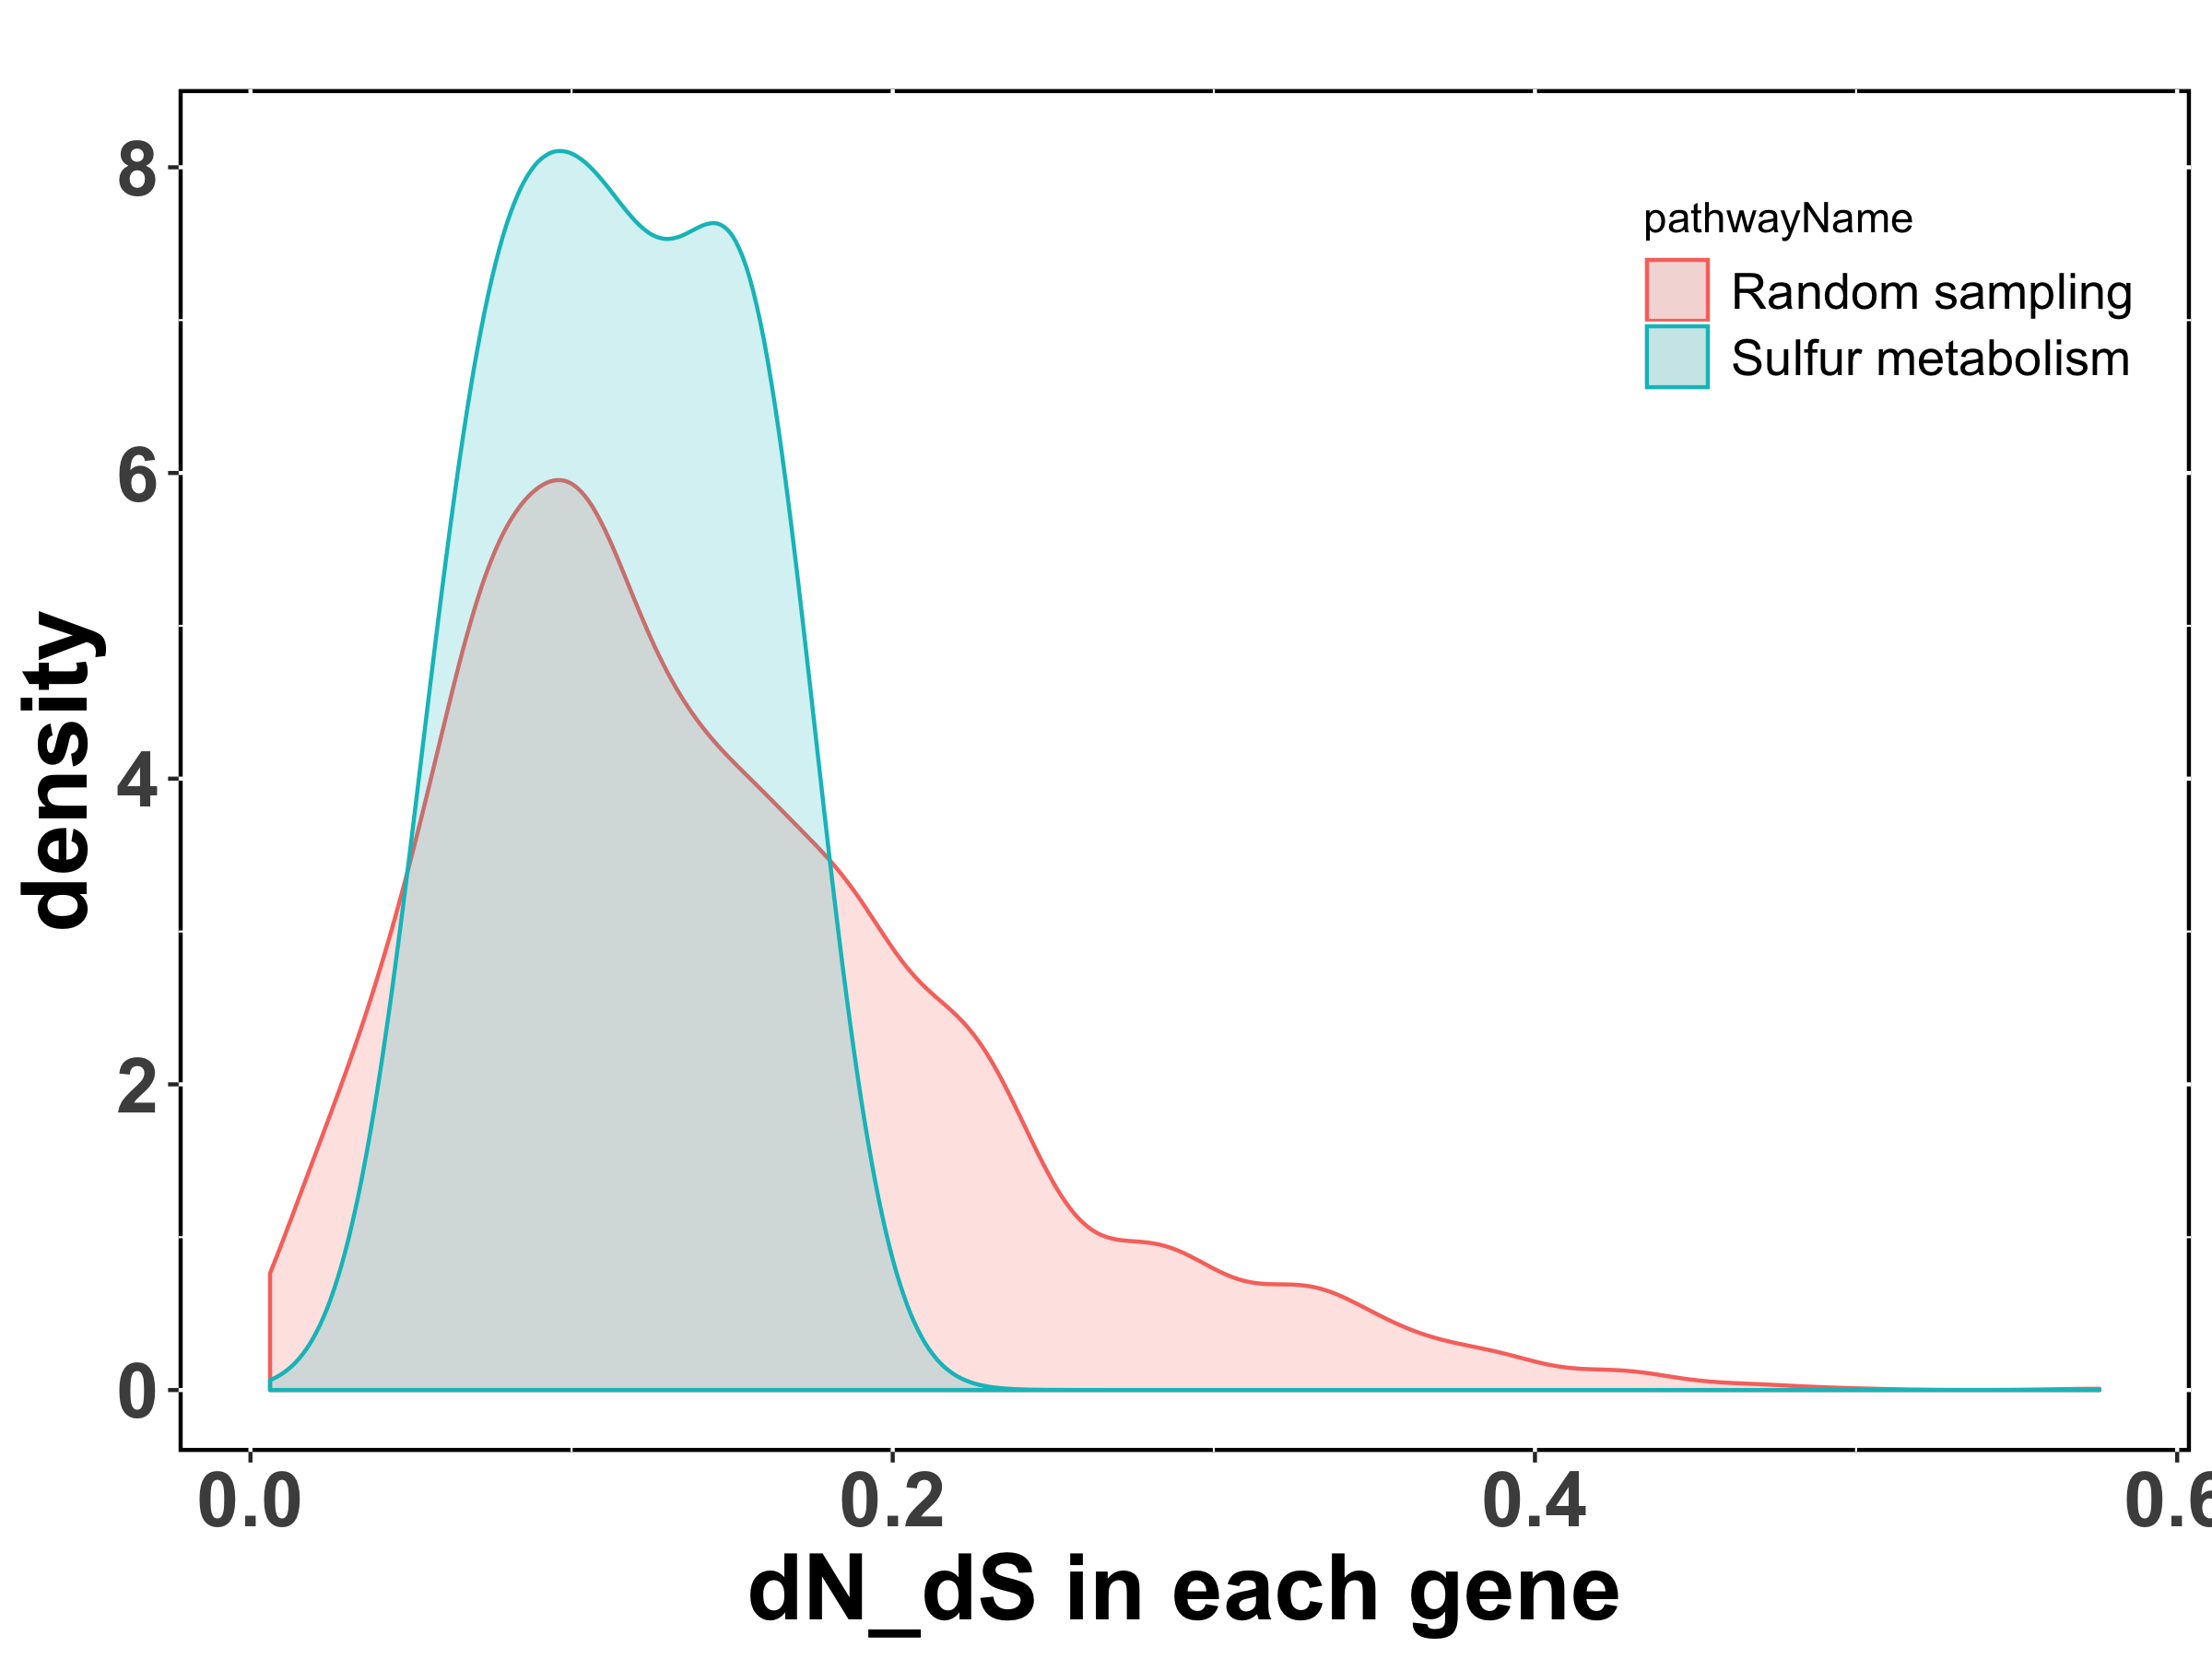 pathwayName
Random sampling
Sulfur metabolism
density
8
6
4
2
0
0.0 0.2 0.4 0.6
dN_dS in each gene